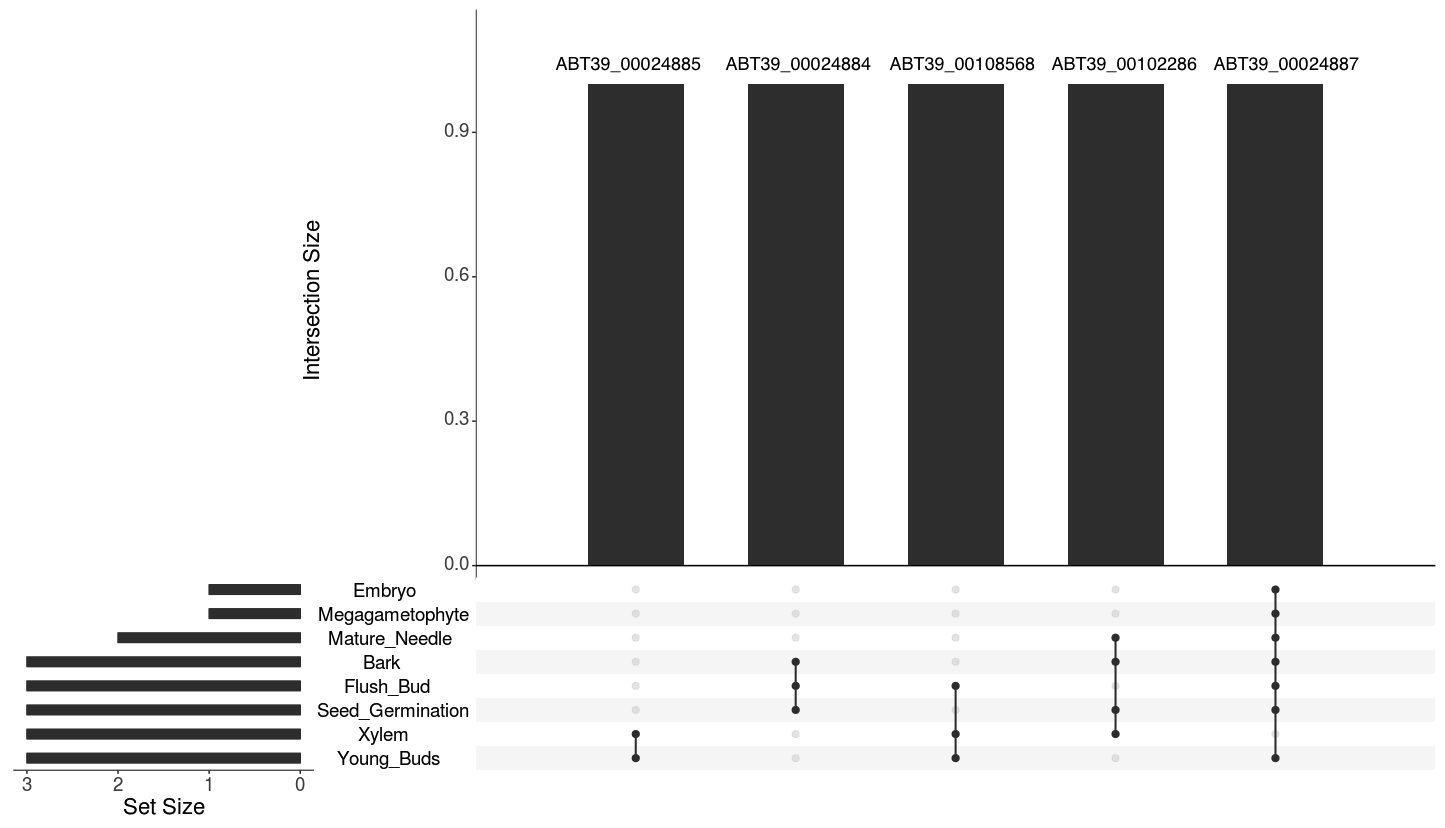 ABT39_00024885 ABT39_00024884 ABT39_00108568 ABT39_00102286 ABT39_00024887
0.9
0.6
0.3
0.0
Intersection Size
Embryo
Megagametophyte
Mature_Needle
Bark
Flush_Bud
Seed_Germination
Xylem
Young_Buds
3 2 1 0
Set Size